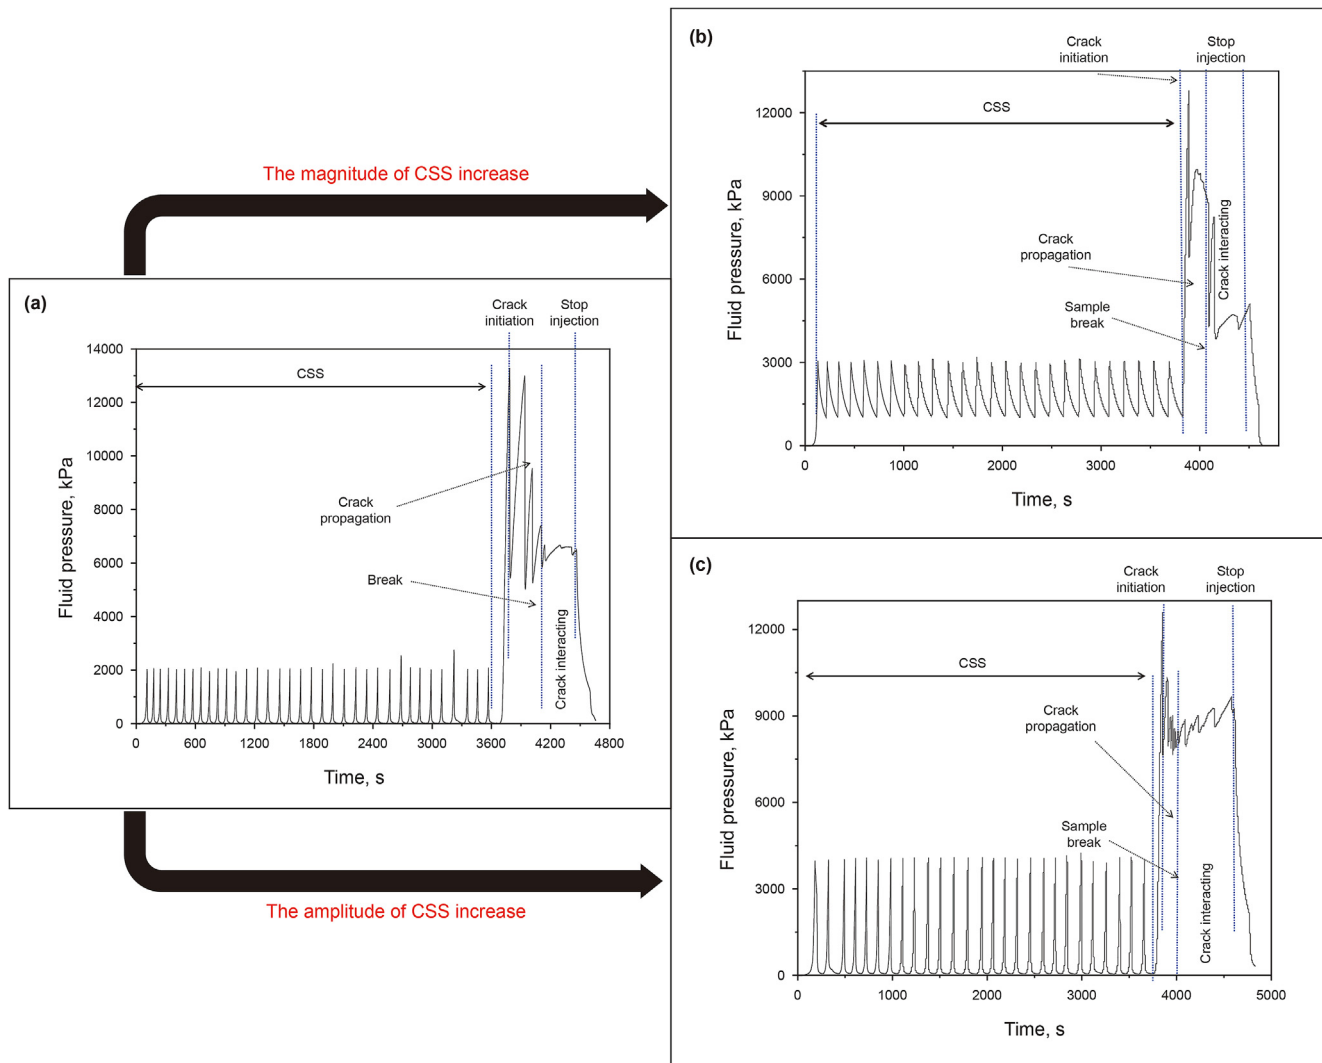 The magnitude of CSS increase
(a)
Crack
initiation
Stop
injection
14000
12000
10000
8000
6000
4000
2000
0
Fluid pressure, kPa
CSS
Crack
propagation
Break
Crack interacting
0 600 1200 1800 2400 3000 3600 4200 4800
Time, s
The amplitude of CSS increase
(b)
Crack
initiation
Stop
injection
12000
9000
6000
3000
0
Fluid pressure, kPa
CSS
Crack
propagation
Sample
break
Crack interacting
0 1000 2000 3000 4000
Time, s
(c)
Crack
initiation
Stop
injection
12000
9000
6000
3000
0
Fluid pressure, kPa
CSS
Crack
propagation
Sample
break
Crack interacting
0 1000 2000 3000 4000 5000
Time, s